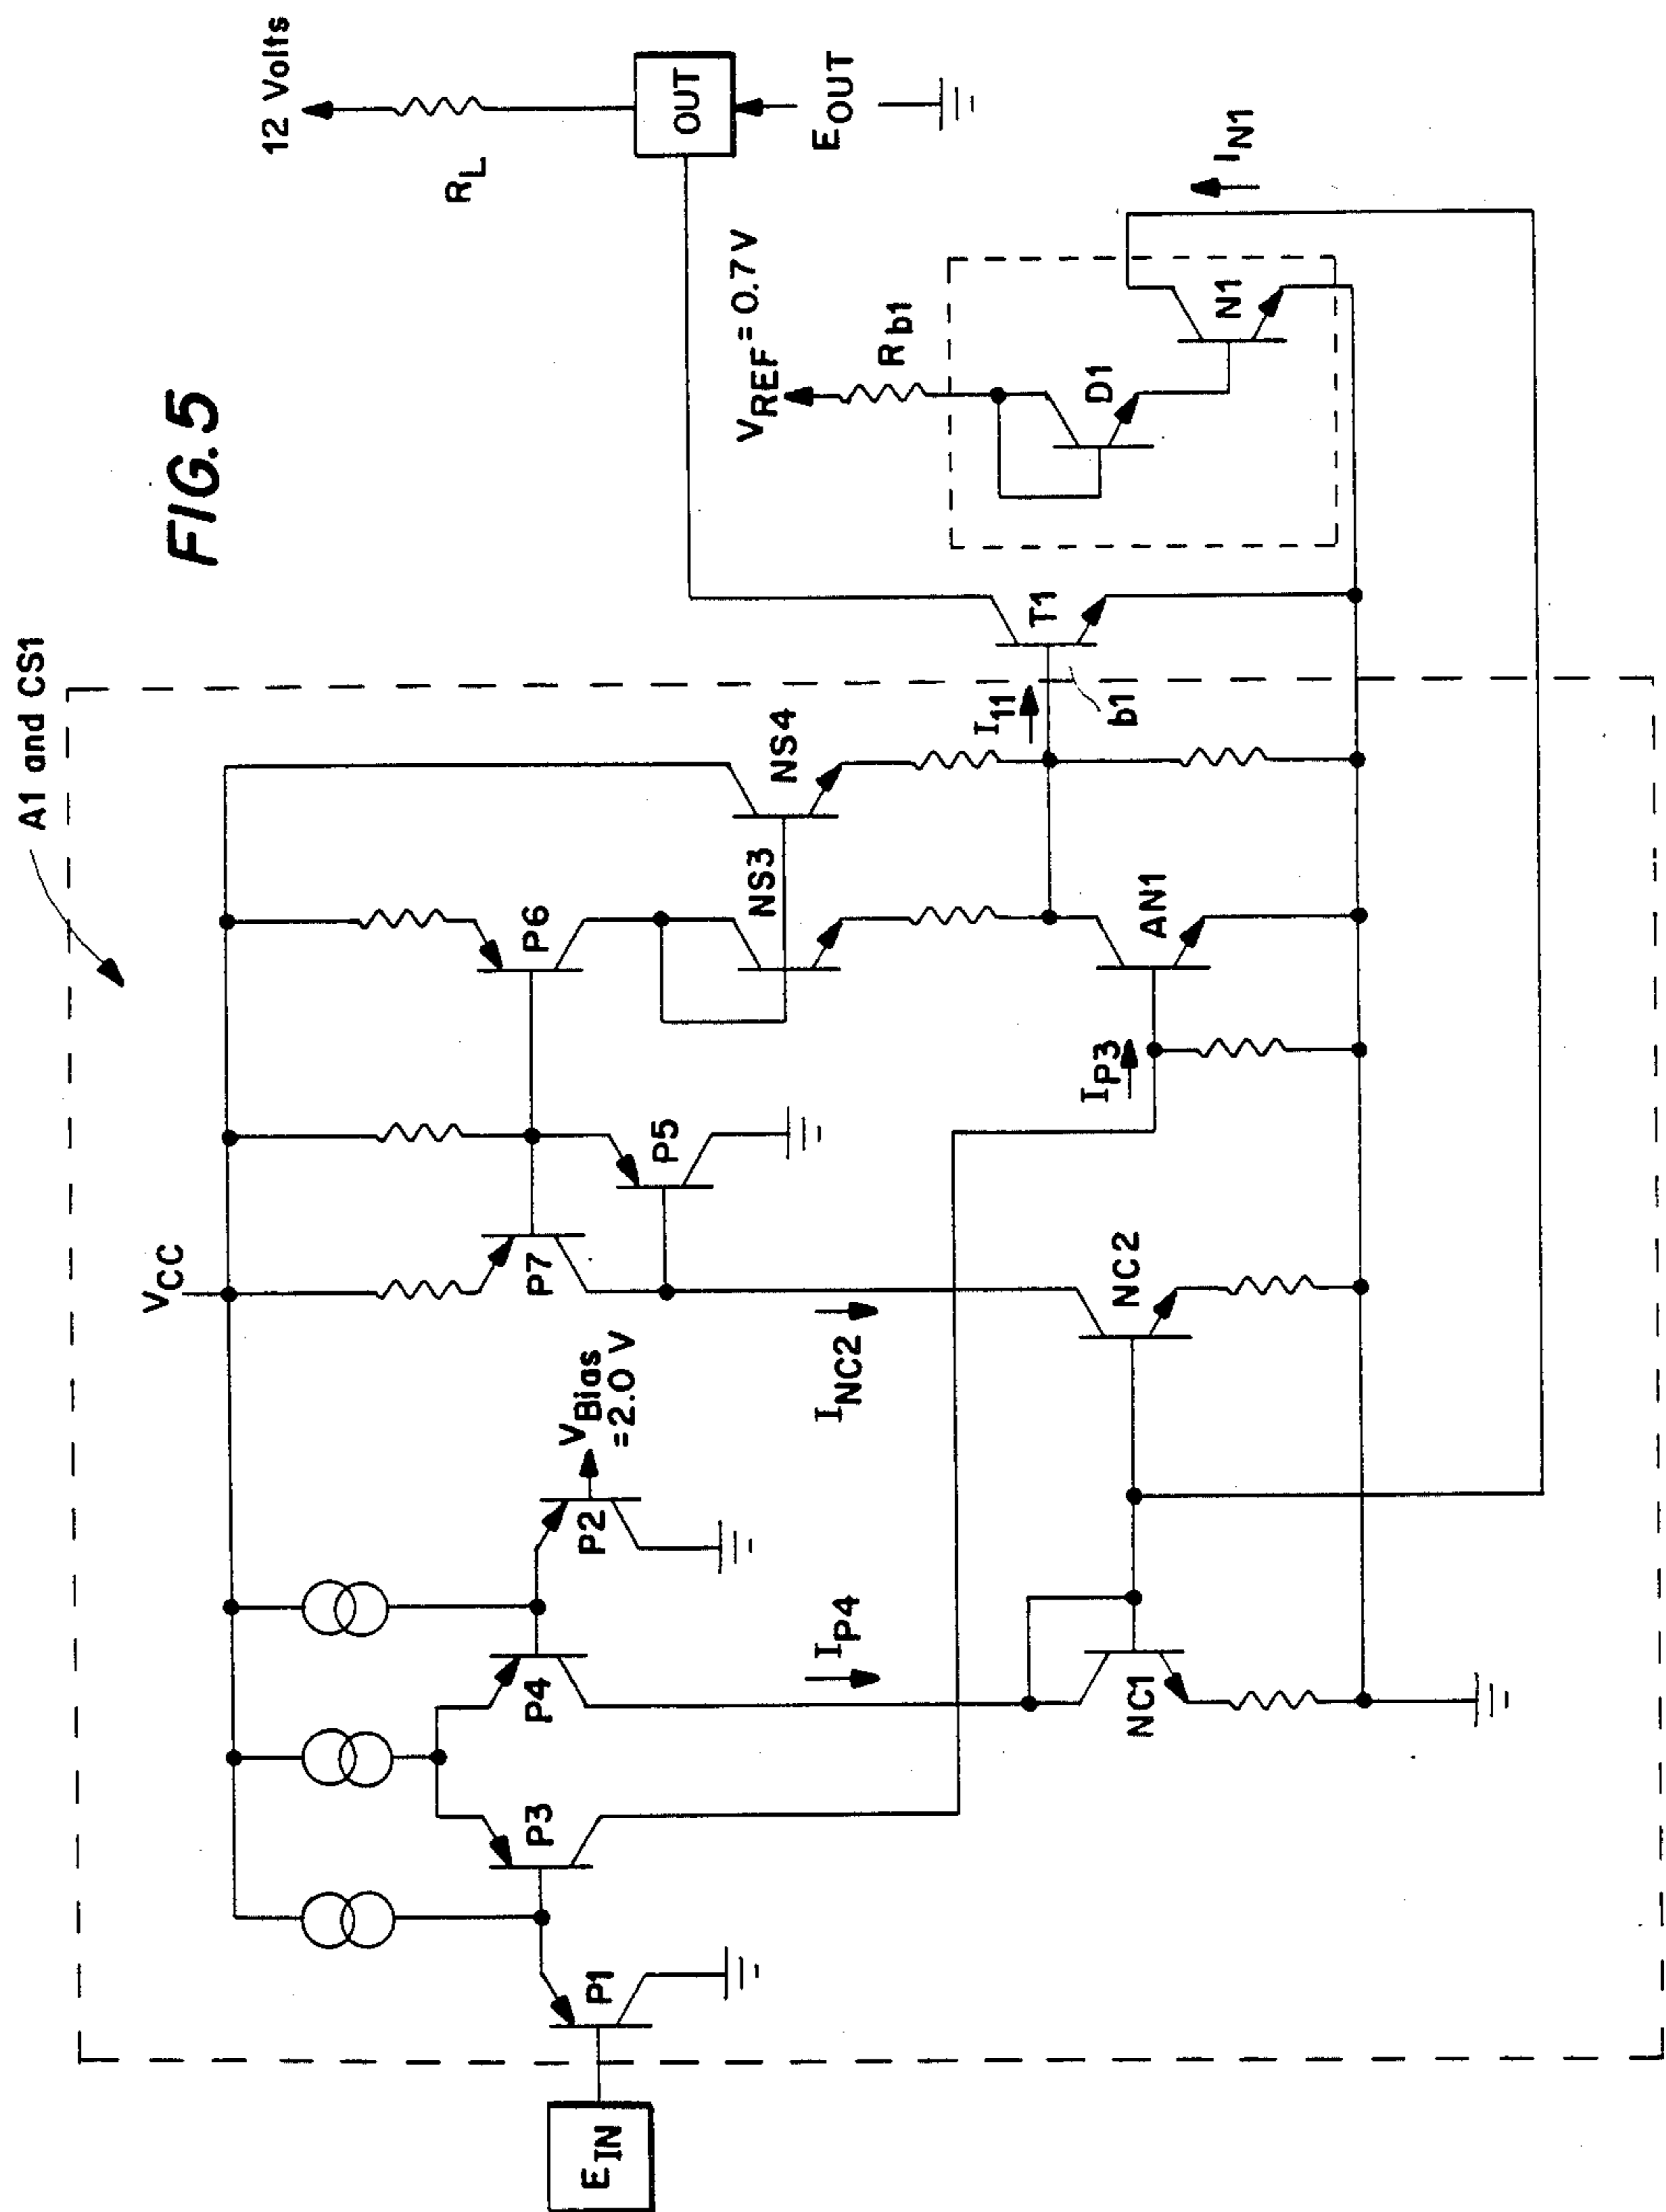 FIG. 5
A1 and CS1
12 Volts
R_L
OUT
E_OUT
V_CC
V_REF = 0.7V
R_b1
D1
N1
I_N1
T1
b1
I_11
NS4
NS3
P6
AN1
I_P3
P5
P7
I_NC2
NC2
V_Bias
= 2.0 V
P2
P4
I_P4
NC1
P3
P1
E_IN